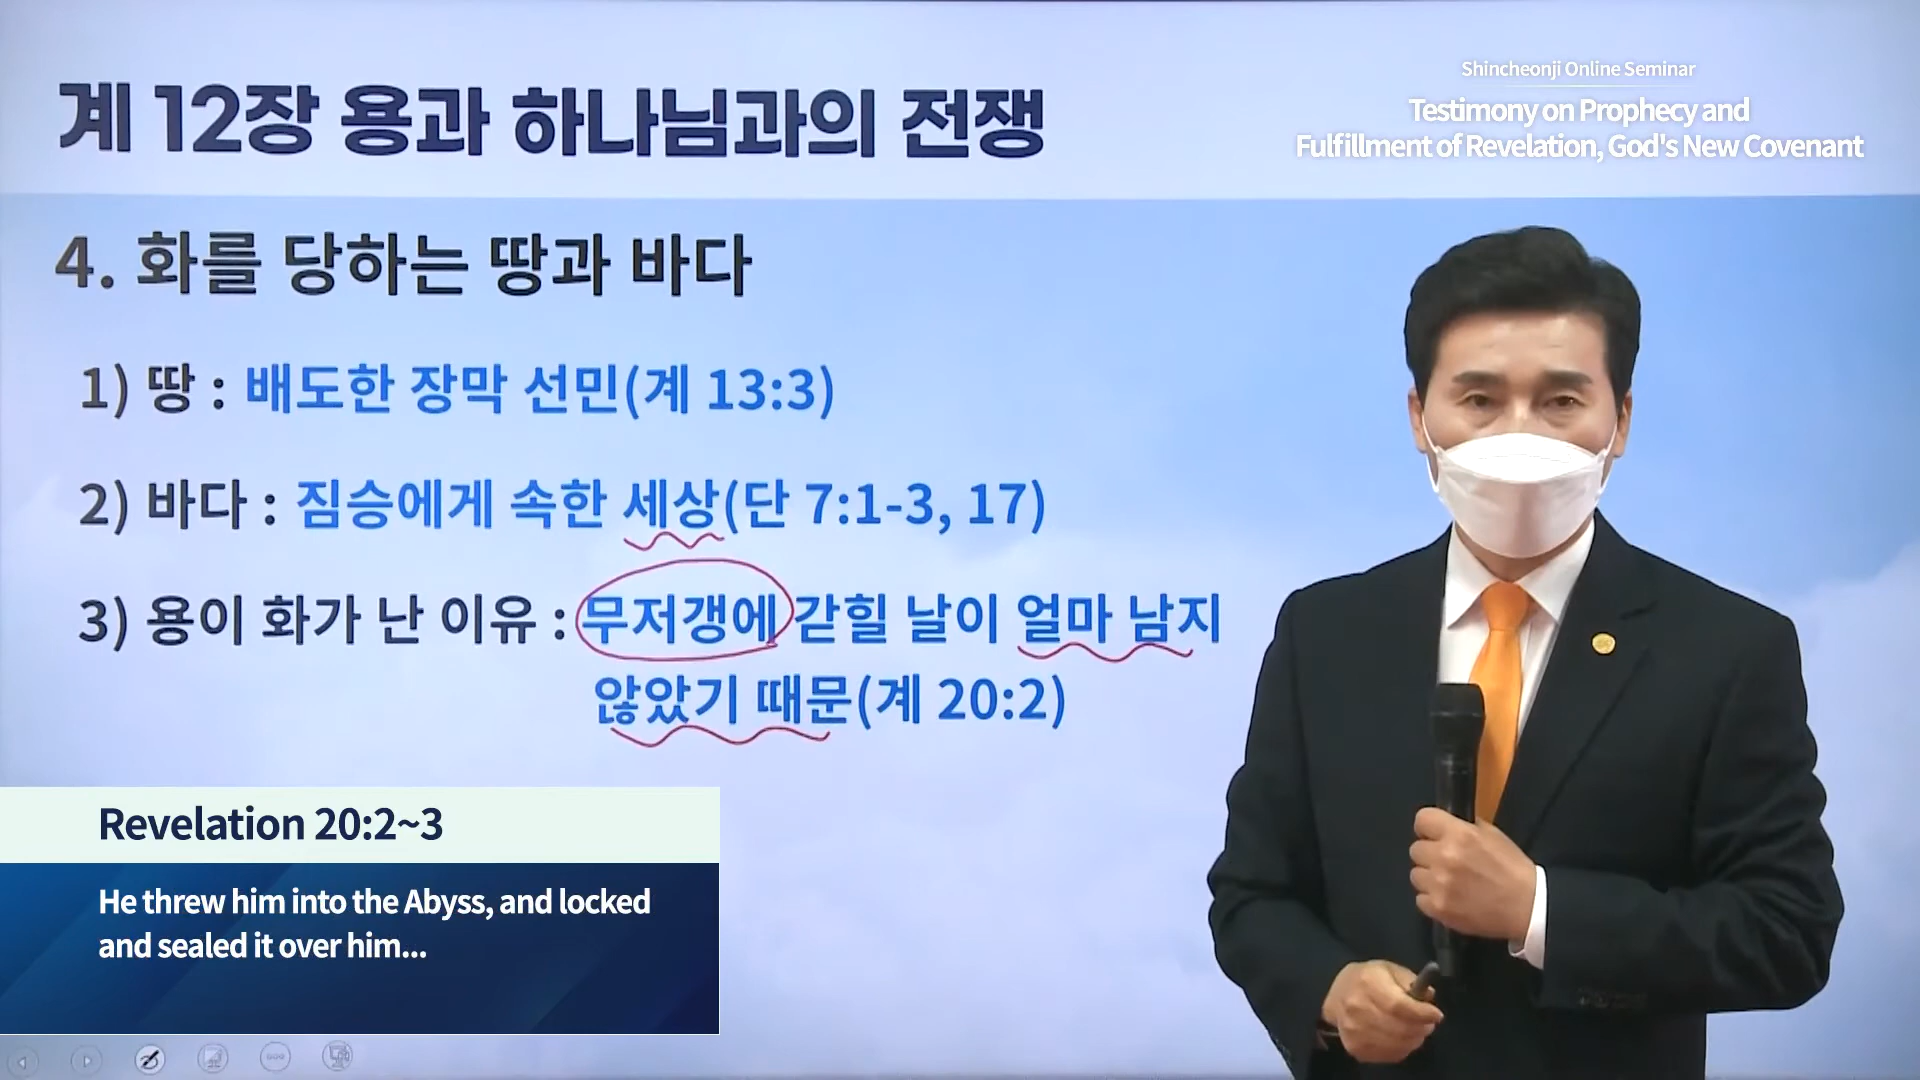 계 12장 용과 하나님과의 전쟁
Shincheonji Online Seminar
Testimony on Prophecy and
Fulfillment of Revelation, God's New Covenant
4. 화를 당하는 땅과 바다
1) 땅 : 배도한 장막 선민(계 13:3)
2) 바다 : 짐승에게 속한 세상(단 7:1-3, 17)
3) 용이 화가 난 이유 : 무저갱에 갇힐 날이 얼마 남지
않았기 때문(계 20:2)
Revelation 20:2~3
He threw him into the Abyss, and locked
and sealed it over him...